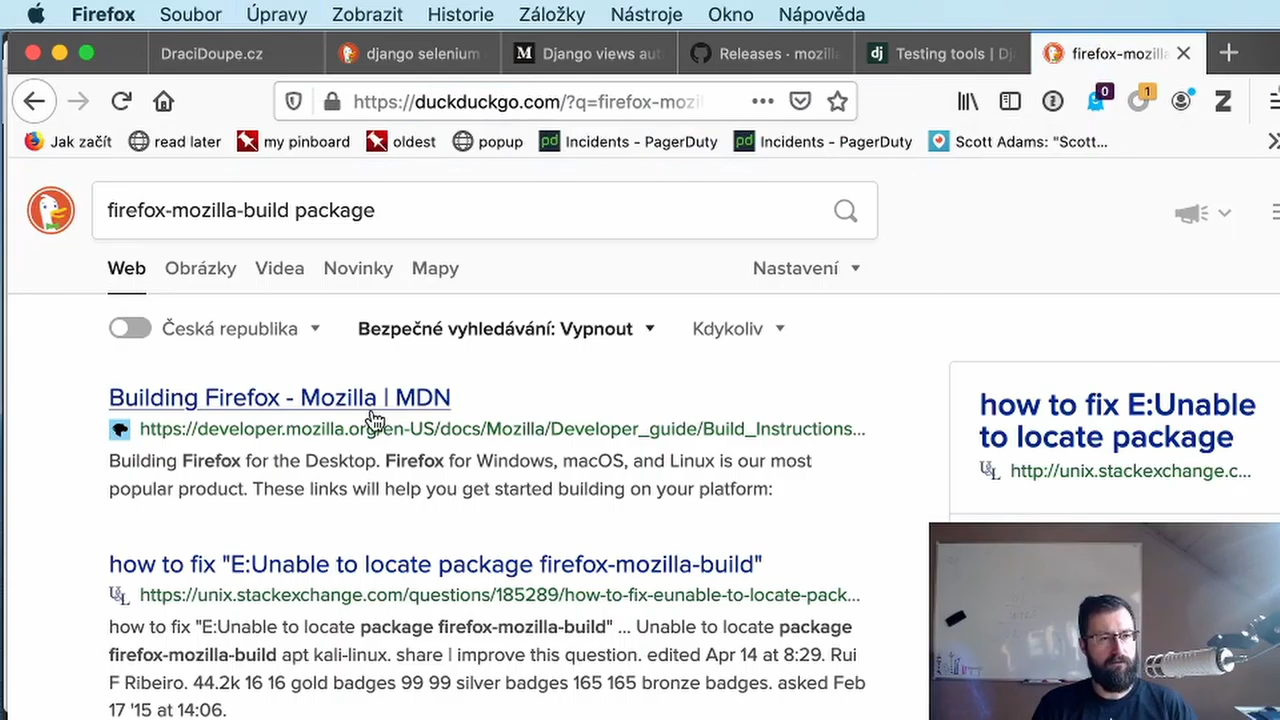 Firefox Soubor Úpravy Zobrazit Historie Záložky Nástroje Okno Nápověda
DraciDoupe.cz django selenium Django views aut Releases · mozill Testing tools | Dj firefox-mozilla
https://duckduckgo.com/?q=firefox-mozil 0 1
Jak začít read later my pinboard oldest popup Incidents - PagerDuty Incidents - PagerDuty Scott Adams: "Scott...
firefox-mozilla-build package
Web Obrázky Videa Novinky Mapy Nastavení
Česká republika Bezpečné vyhledávání: Vypnout Kdykoliv
Building Firefox - Mozilla | MDN
https://developer.mozilla.org/en-US/docs/Mozilla/Developer_guide/Build_Instructions...
Building Firefox for the Desktop. Firefox for Windows, macOS, and Linux is our most
popular product. These links will help you get started building on your platform:
how to fix "E:Unable to locate package firefox-mozilla-build"
https://unix.stackexchange.com/questions/185289/how-to-fix-eunable-to-locate-pack...
how to fix "E:Unable to locate package firefox-mozilla-build" ... Unable to locate package
firefox-mozilla-build apt kali-linux. share | improve this question. edited Apr 14 at 8:29. Rui
F Ribeiro. 44.2k 16 16 gold badges 99 99 silver badges 165 165 bronze badges. asked Feb
17 '15 at 14:06.
how to fix E:Unable
to locate package
http://unix.stackexchange.c...